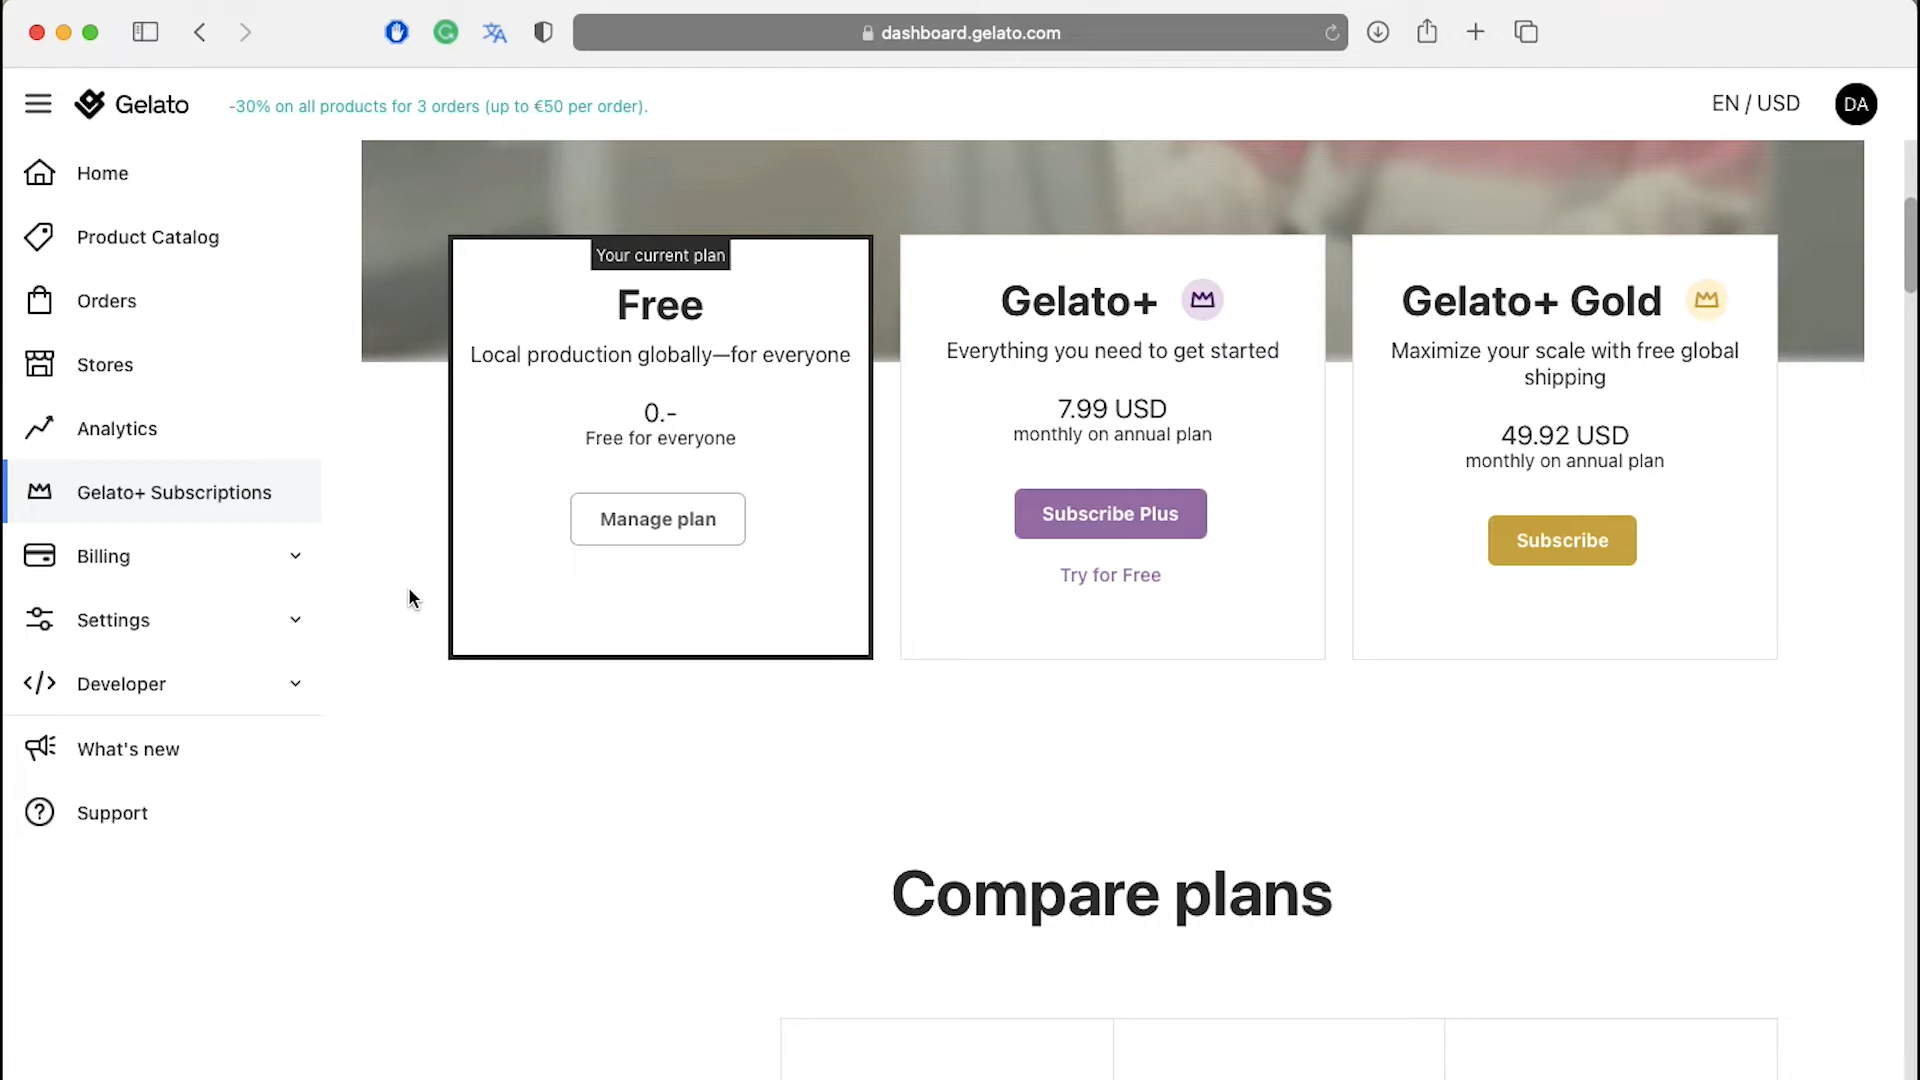 dashboard.gelato.com
Gelato
-30% on all products for 3 orders (up to €50 per order).
EN / USD
DA
Home
Product Catalog
Orders
Stores
Analytics
Gelato+ Subscriptions
Billing
Settings
Developer
What's new
Support
Your current plan
Free
Local production globally—for everyone
0.-
Free for everyone
Manage plan
Gelato+
Everything you need to get started
7.99 USD
monthly on annual plan
Subscribe Plus
Try for Free
Gelato+ Gold
Maximize your scale with free global
shipping
49.92 USD
monthly on annual plan
Subscribe
Compare plans